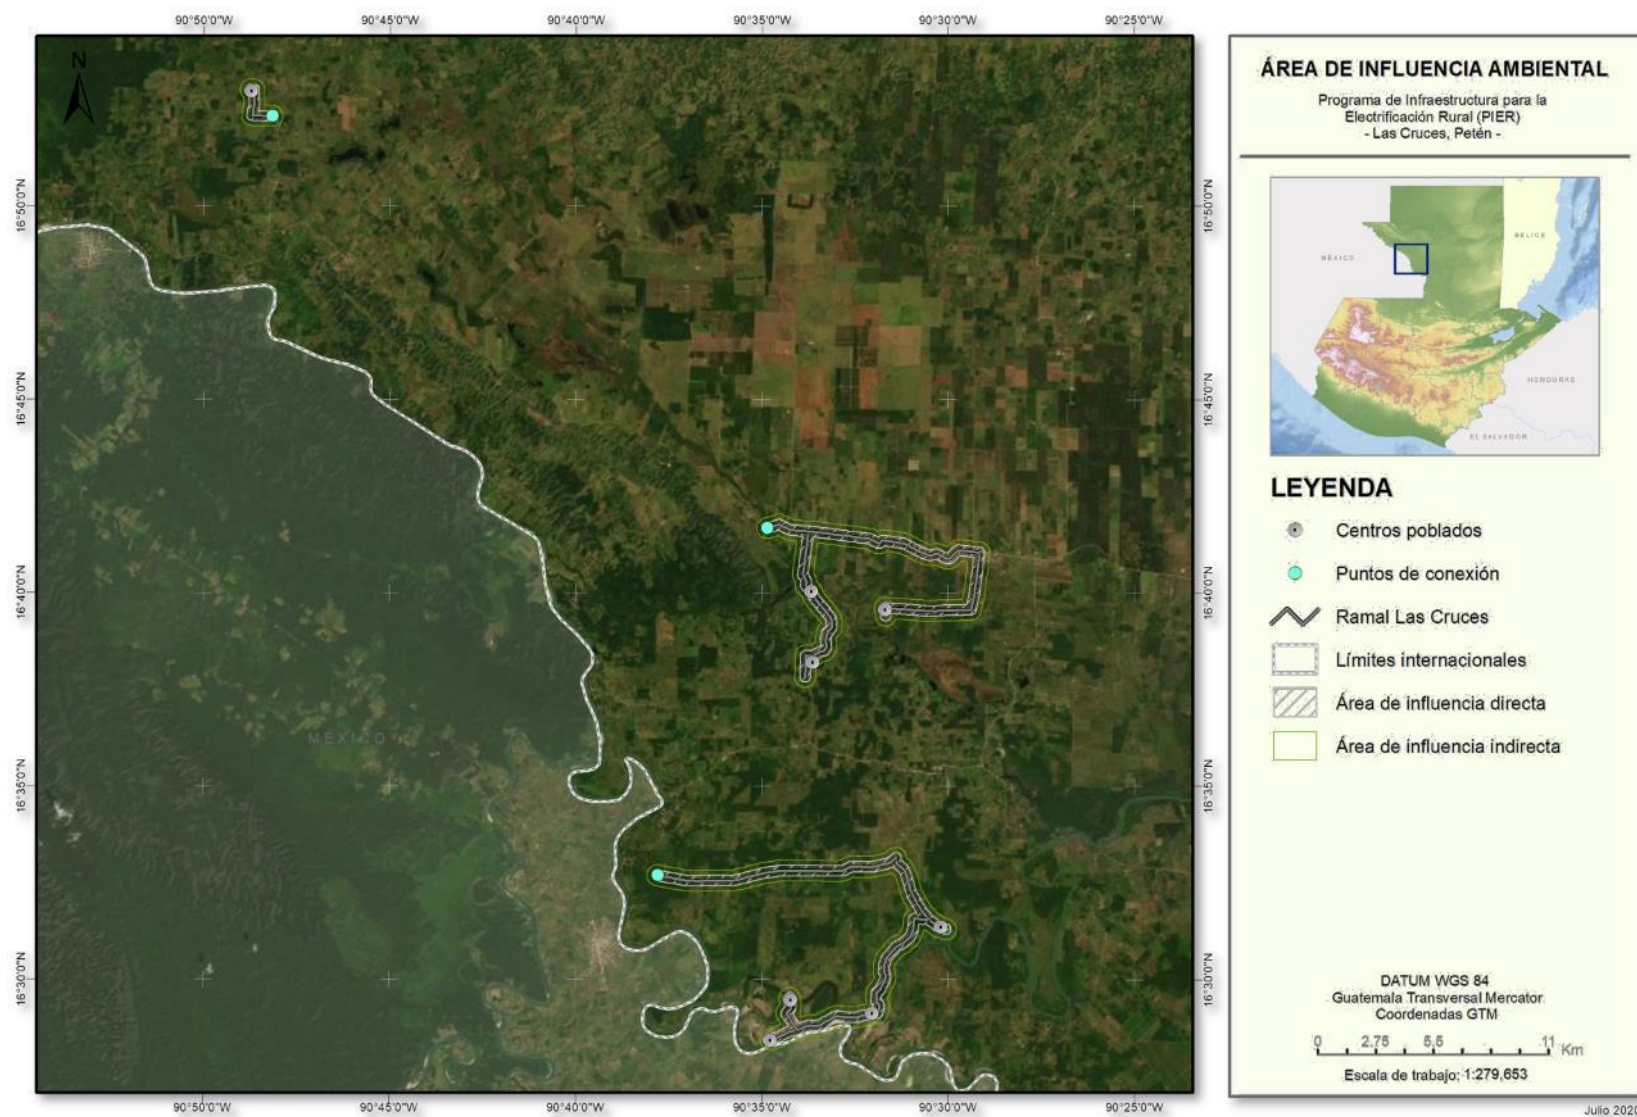 90°50'0"W 90°45'0"W 90°40'0"W 90°35'0"W 90°30'0"W 90°25'0"W
N
16°50'0"N 16°50'0"N
16°45'0"N 16°45'0"N
16°40'0"N 16°40'0"N
MÉXICO
16°35'0"N 16°35'0"N
16°30'0"N 16°30'0"N
90°50'0"W 90°45'0"W 90°40'0"W 90°35'0"W 90°30'0"W 90°25'0"W
ÁREA DE INFLUENCIA AMBIENTAL
Programa de Infraestructura para la
Electrificación Rural (PIER)
- Las Cruces, Petén -
BELICE
MÉXICO
HONDURAS
EL SALVADOR
LEYENDA
Centros poblados
Puntos de conexión
Ramal Las Cruces
Límites internacionales
Área de influencia directa
Área de influencia indirecta
DATUM WGS 84
Guatemala Transversal Mercator
Coordenadas GTM
0 2.75 5.5 11 Km
Escala de trabajo: 1:279,653
Julio 2020